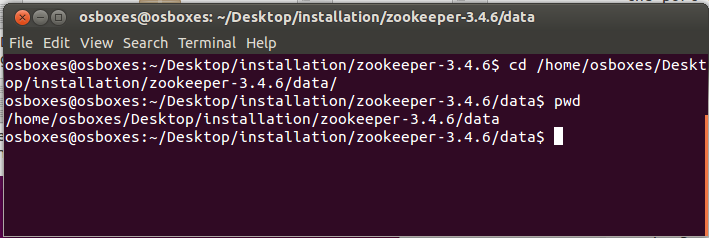 osboxes@osboxes: ~/Desktop/installation/zookeeper-3.4.6/data
File Edit View Search Terminal Help
osboxes@osboxes:~/Desktop/installation/zookeeper-3.4.6$ cd /home/osboxes/Deskt
op/installation/zookeeper-3.4.6/data/
osboxes@osboxes:~/Desktop/installation/zookeeper-3.4.6/data$ pwd
/home/osboxes/Desktop/installation/zookeeper-3.4.6/data
osboxes@osboxes:~/Desktop/installation/zookeeper-3.4.6/data$